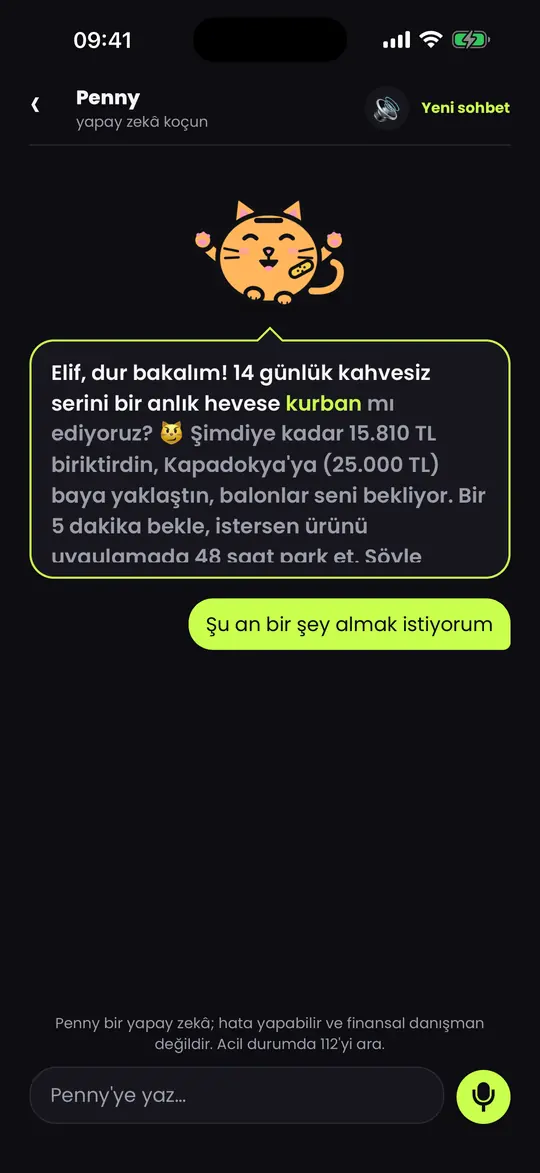 09:41
Penny
yapay zekâ koçun
Yeni sohbet
Elif, dur bakalım! 14 günlük kahvesiz
serini bir anlık hevese kurban mı
ediyoruz? 😼 Şimdiye kadar 15.810 TL
biriktirdin, Kapadokya'ya (25.000 TL)
baya yaklaştın, balonlar seni bekliyor. Bir
5 dakika bekle, istersen ürünü
uygulamada 48 saat park et. Söyle
Şu an bir şey almak istiyorum
Penny bir yapay zekâ; hata yapabilir ve finansal danışman
değildir. Acil durumda 112'yi ara.
Penny'ye yaz…